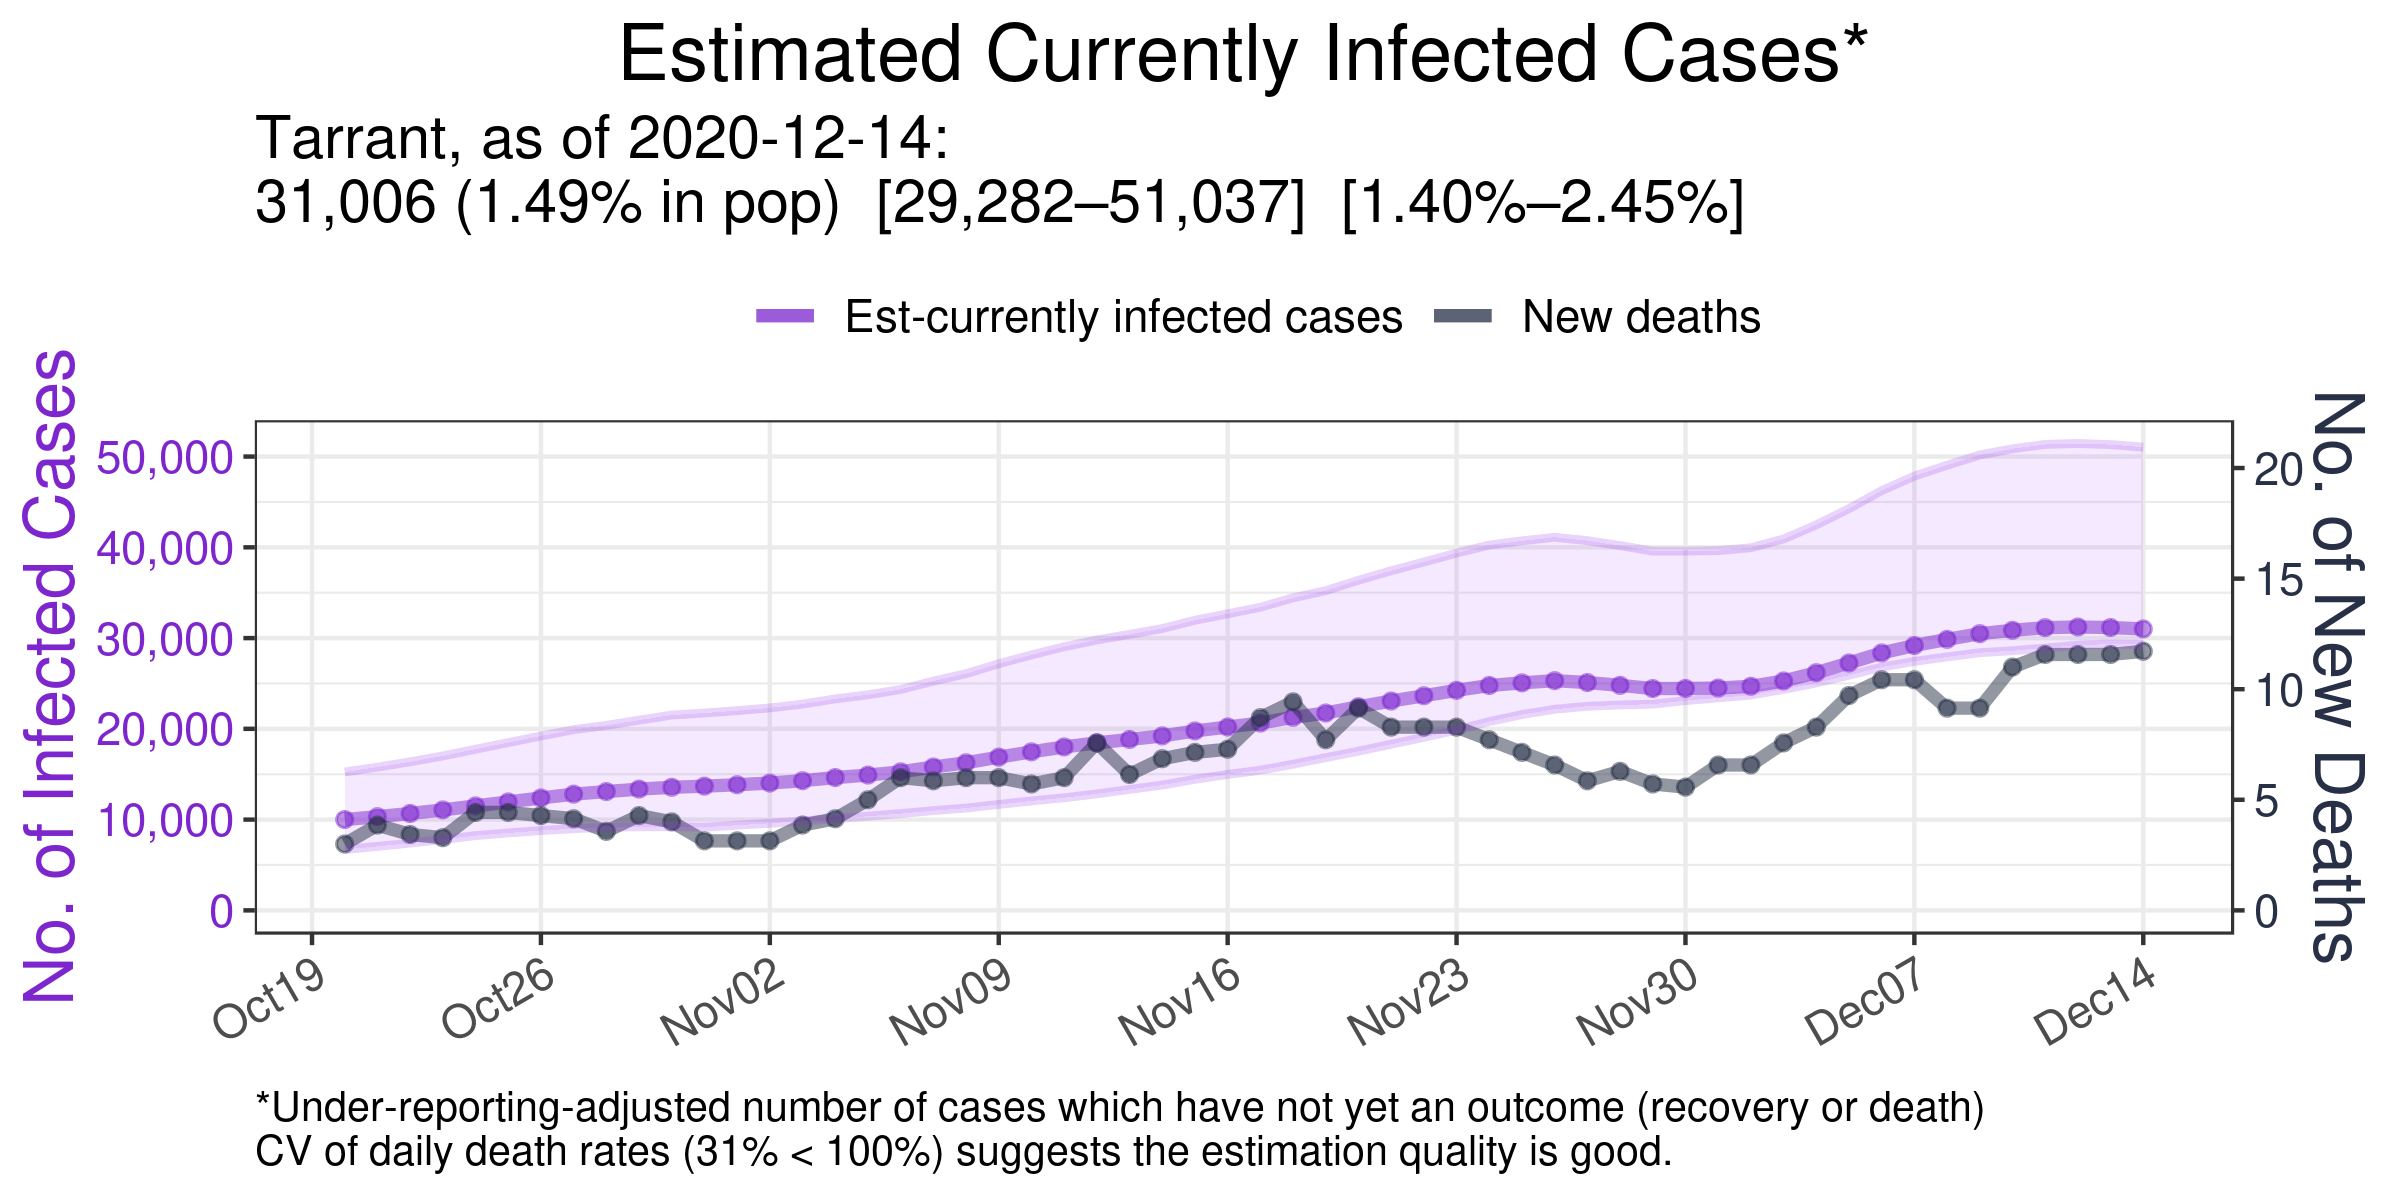 Estimated Currently Infected Cases*
Tarrant, as of 2020-12-14:
31,006 (1.49% in pop)  [29,282–51,037]  [1.40%–2.45%]
Est-currently infected cases
New deaths
No. of Infected Cases
50,000
40,000
30,000
20,000
10,000
0
No. of New Deaths
20
15
10
5
0
Oct19
Oct26
Nov02
Nov09
Nov16
Nov23
Nov30
Dec07
Dec14
*Under-reporting-adjusted number of cases which have not yet an outcome (recovery or death)
CV of daily death rates (31% < 100%) suggests the estimation quality is good.